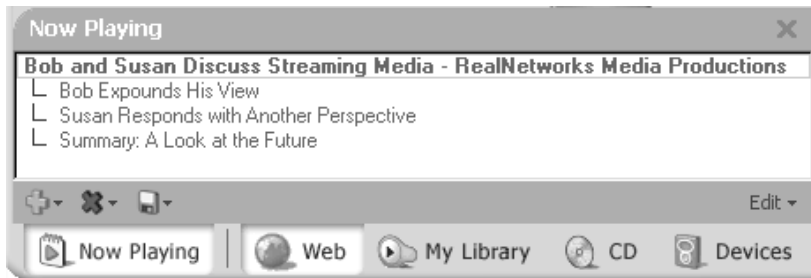 Now Playing
Bob and Susan Discuss Streaming Media - RealNetworks Media Productions
Bob Expounds His View
Susan Responds with Another Perspective
Summary: A Look at the Future
Edit
Now Playing Web My Library CD Devices